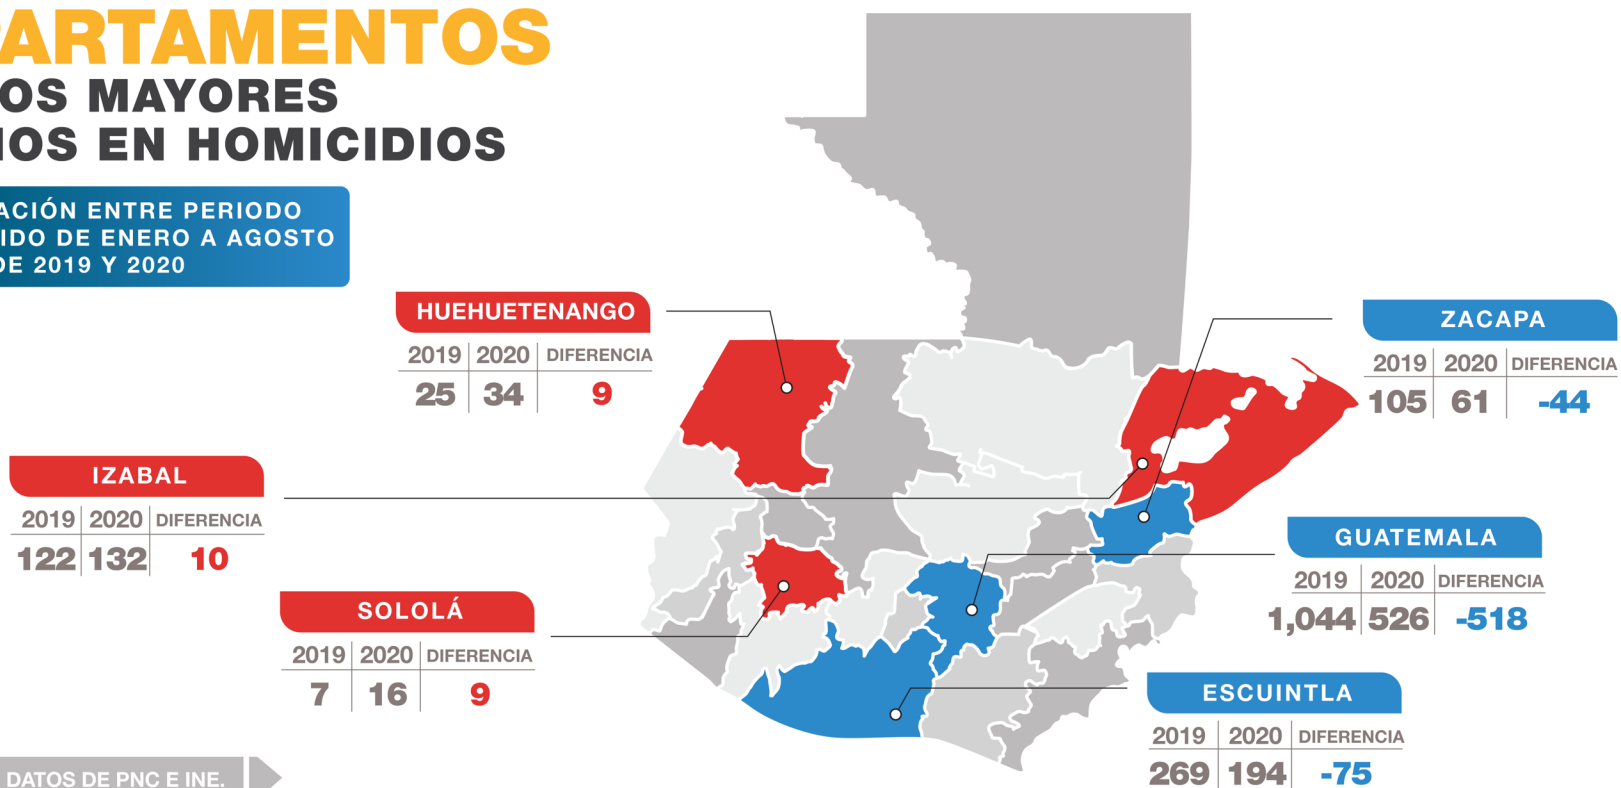 ARTAMENTOS
OS MAYORES
IOS EN HOMICIDIOS
ACIÓN ENTRE PERIODO
IDO DE ENERO A AGOSTO
DE 2019 Y 2020
HUEHUETENANGO
2019 2020 DIFERENCIA
25 34 9
ZACAPA
2019 2020 DIFERENCIA
105 61 -44
IZABAL
2019 2020 DIFERENCIA
122 132 10
GUATEMALA
2019 2020 DIFERENCIA
1,044 526 -518
SOLOLÁ
2019 2020 DIFERENCIA
7 16 9
ESCUINTLA
2019 2020 DIFERENCIA
269 194 -75
DATOS DE PNC E INE.